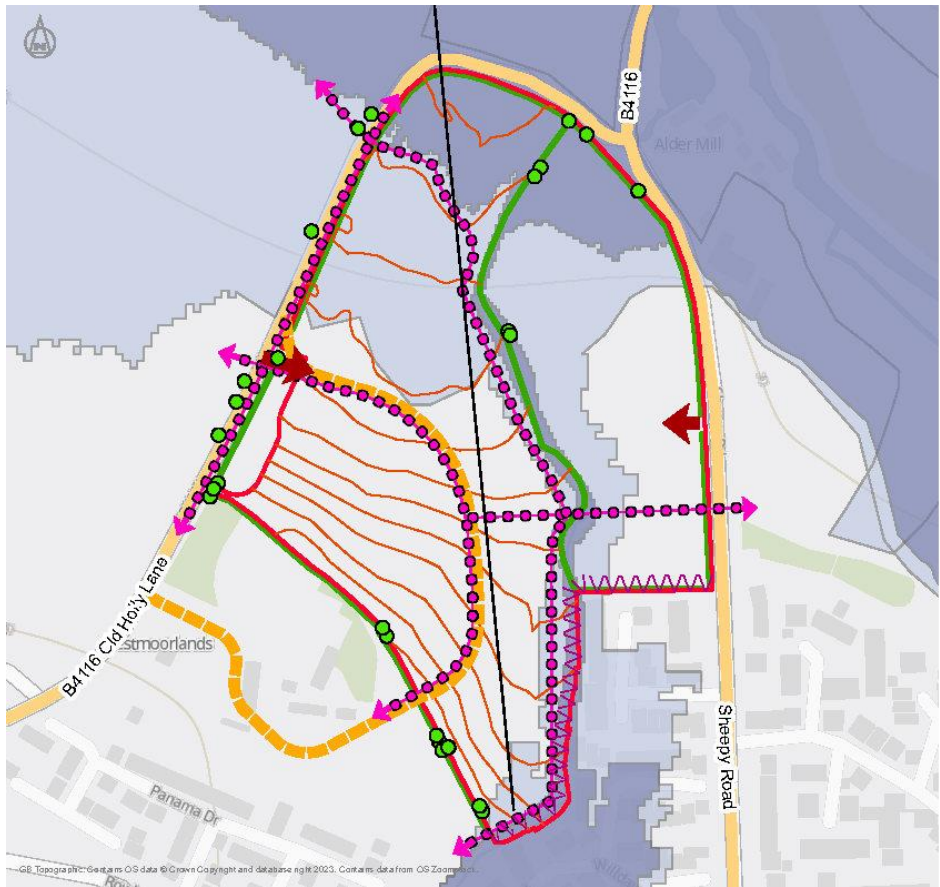 B4116
Alder Mill
B4116 Old Holly Lane
Estmoorlands
Panama Dr
Sheepy Road
GB Topographic: Contains OS data © Crown Copyright and database right 2023. Contains data from OS Zoomstack.